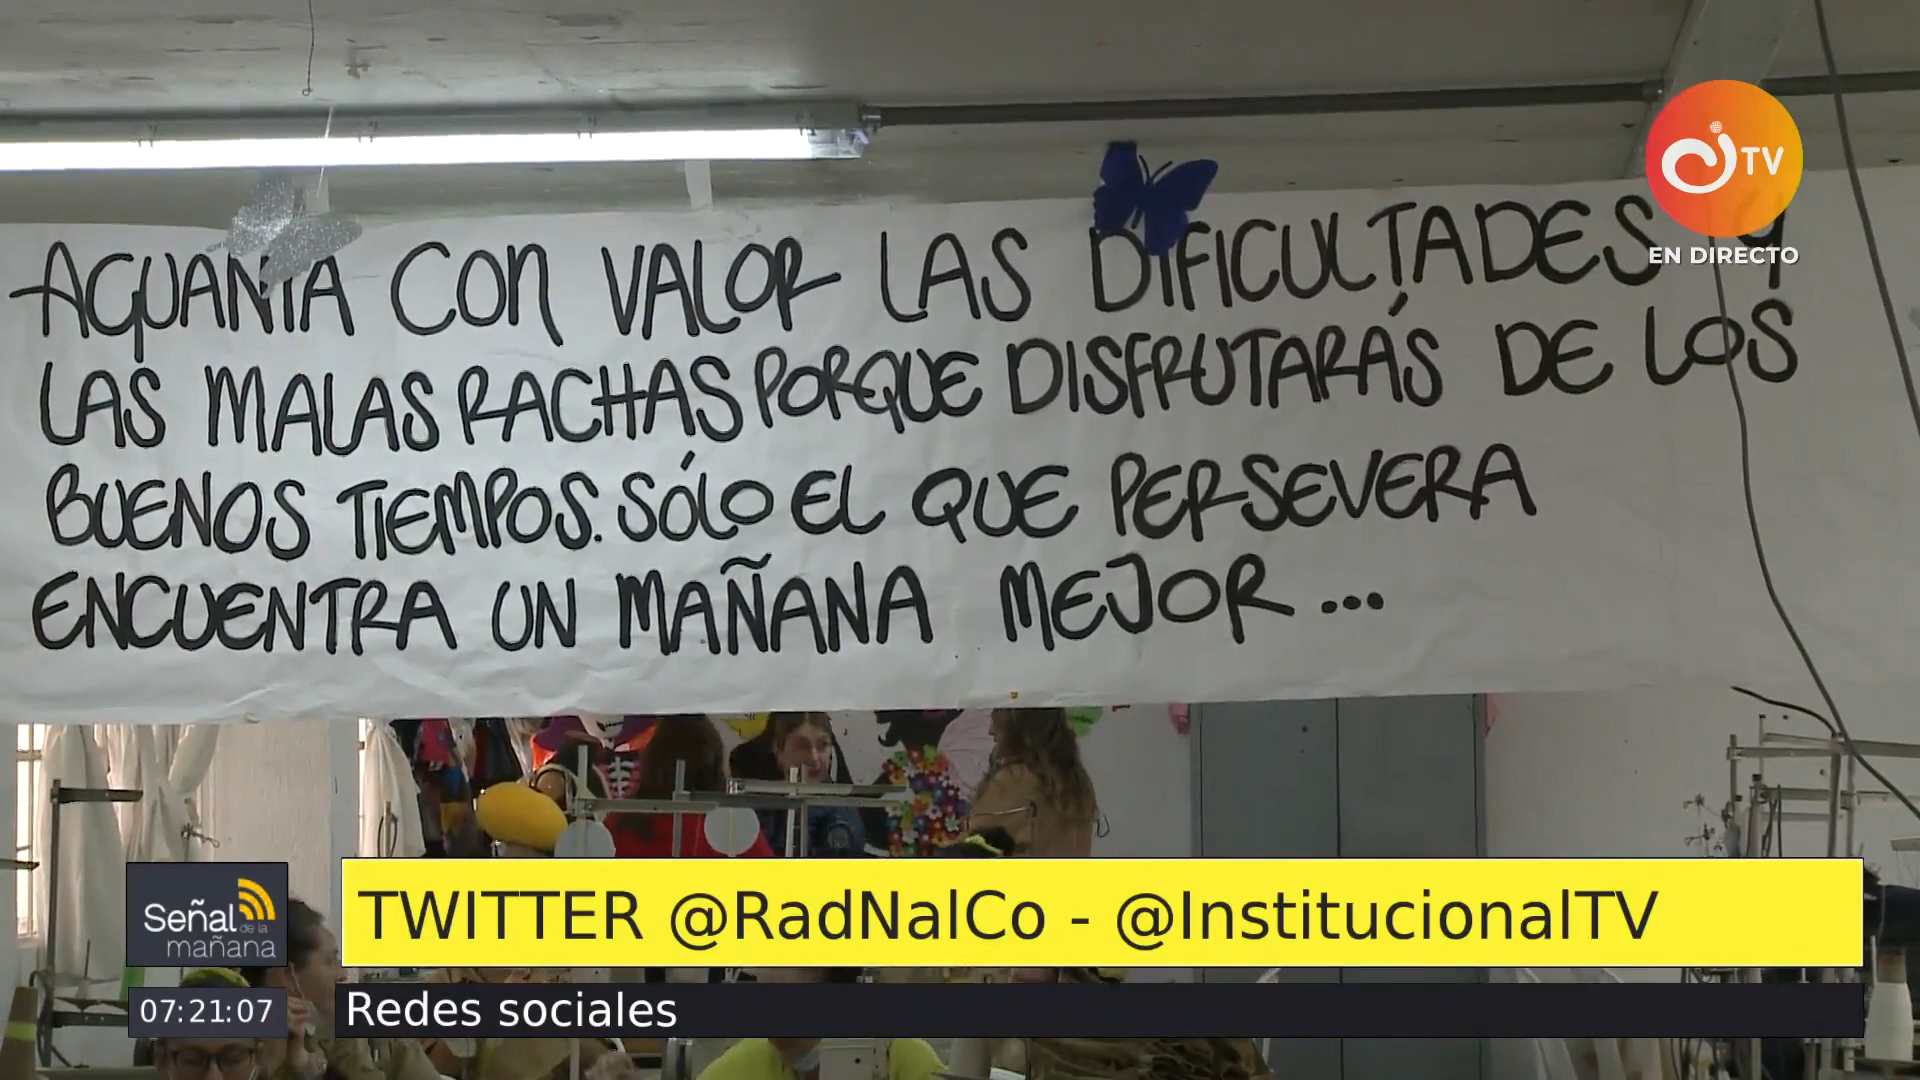 TV
EN DIRECTO
AGUANTA CON VALOR LAS DIFICULTADES Y
LAS MALAS RACHAS PORQUE DISFRUTARÁS DE LOS
BUENOS TIEMPOS. SÓLO EL QUE PERSEVERA
ENCUENTRA UN MAÑANA MEJOR...
Señal
de la
mañana
TWITTER @RadNalCo - @InstitucionalTV
07:21:07
Redes sociales